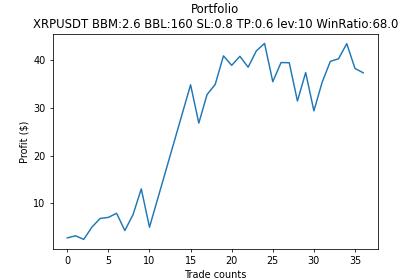 Portfolio
XRPUSDT BBM:2.6 BBL:160 SL:0.8 TP:0.6 lev:10 WinRatio:68.0
40
30
20
10
Profit ($)
0 5 10 15 20 25 30 35
Trade counts